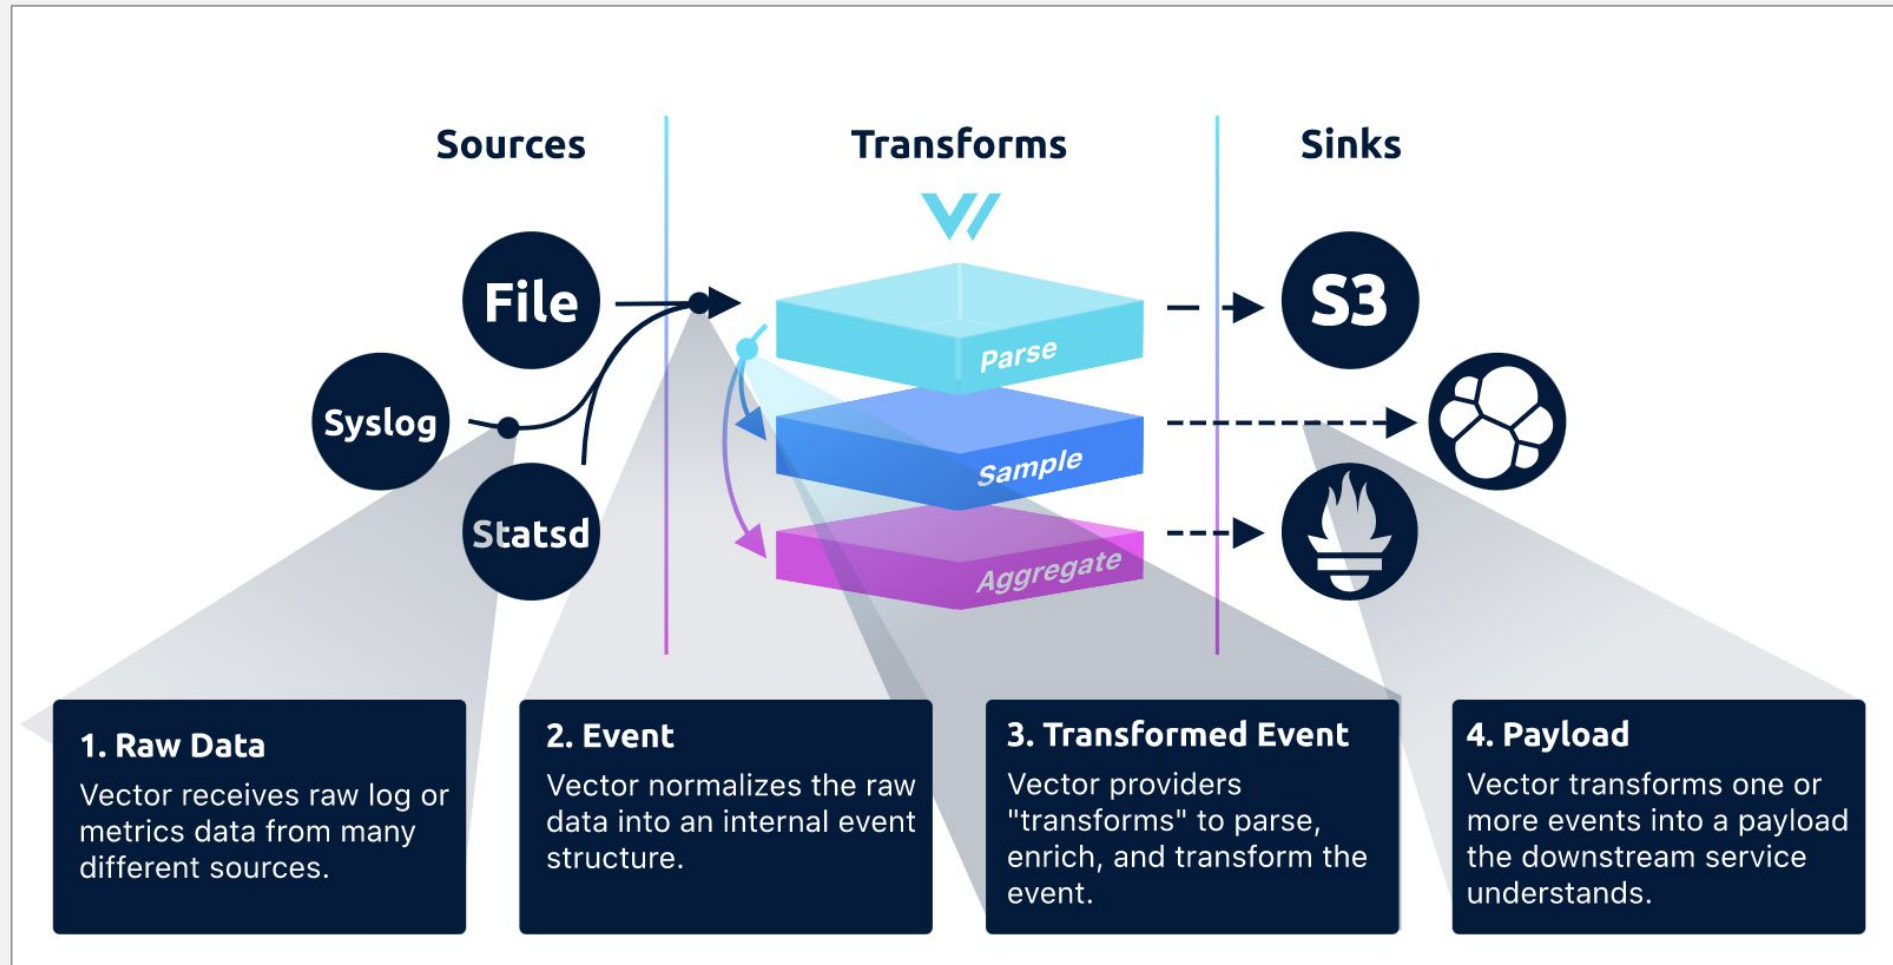 Sources
Transforms
Sinks
File
Syslog
Statsd
Parse
Sample
Aggregate
S3
1. Raw Data
Vector receives raw log or
metrics data from many
different sources.
2. Event
Vector normalizes the raw
data into an internal event
structure.
3. Transformed Event
Vector providers
"transforms" to parse,
enrich, and transform the
event.
4. Payload
Vector transforms one or
more events into a payload
the downstream service
understands.